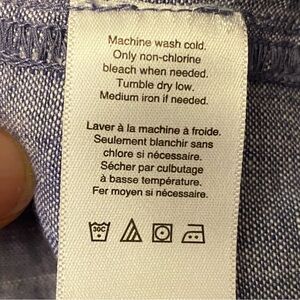 Machine wash cold.
Only non-chlorine
bleach when needed.
Tumble dry low.
Medium iron if needed.
Laver à la machine à froide.
Seulement blanchir sans
chlore si nécessaire.
Sécher par culbutage
à basse température.
Fer moyen si nécessaire.
30C